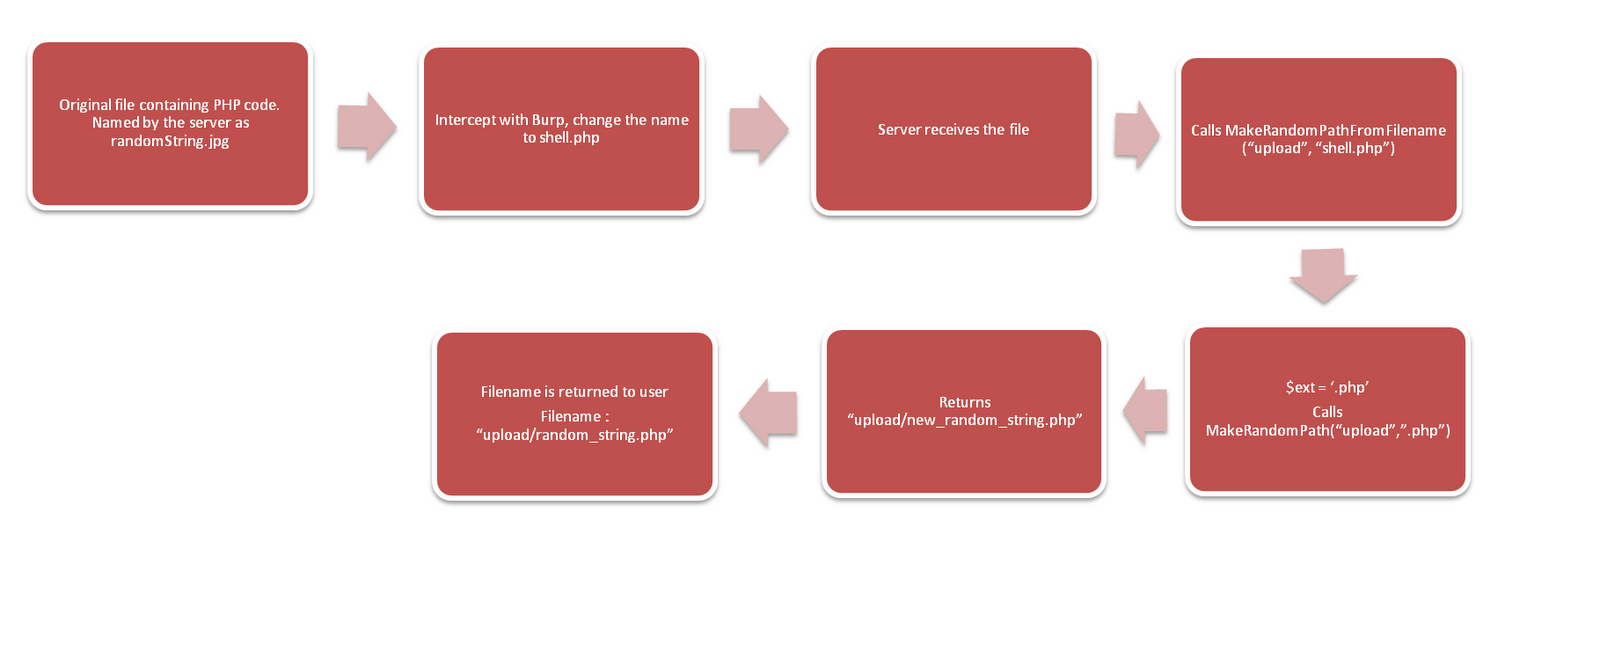 Original file containing PHP code.
Named by the server as
randomString.jpg
Intercept with Burp, change the name
to shell.php
Server receives the file
Calls MakeRandomPathFromFilename
(“upload”, “shell.php”)
$ext = ‘.php’
Calls
MakeRandomPath(“upload”,”.php”)
Returns
“upload/new_random_string.php”
Filename is returned to user
Filename :
“upload/random_string.php”